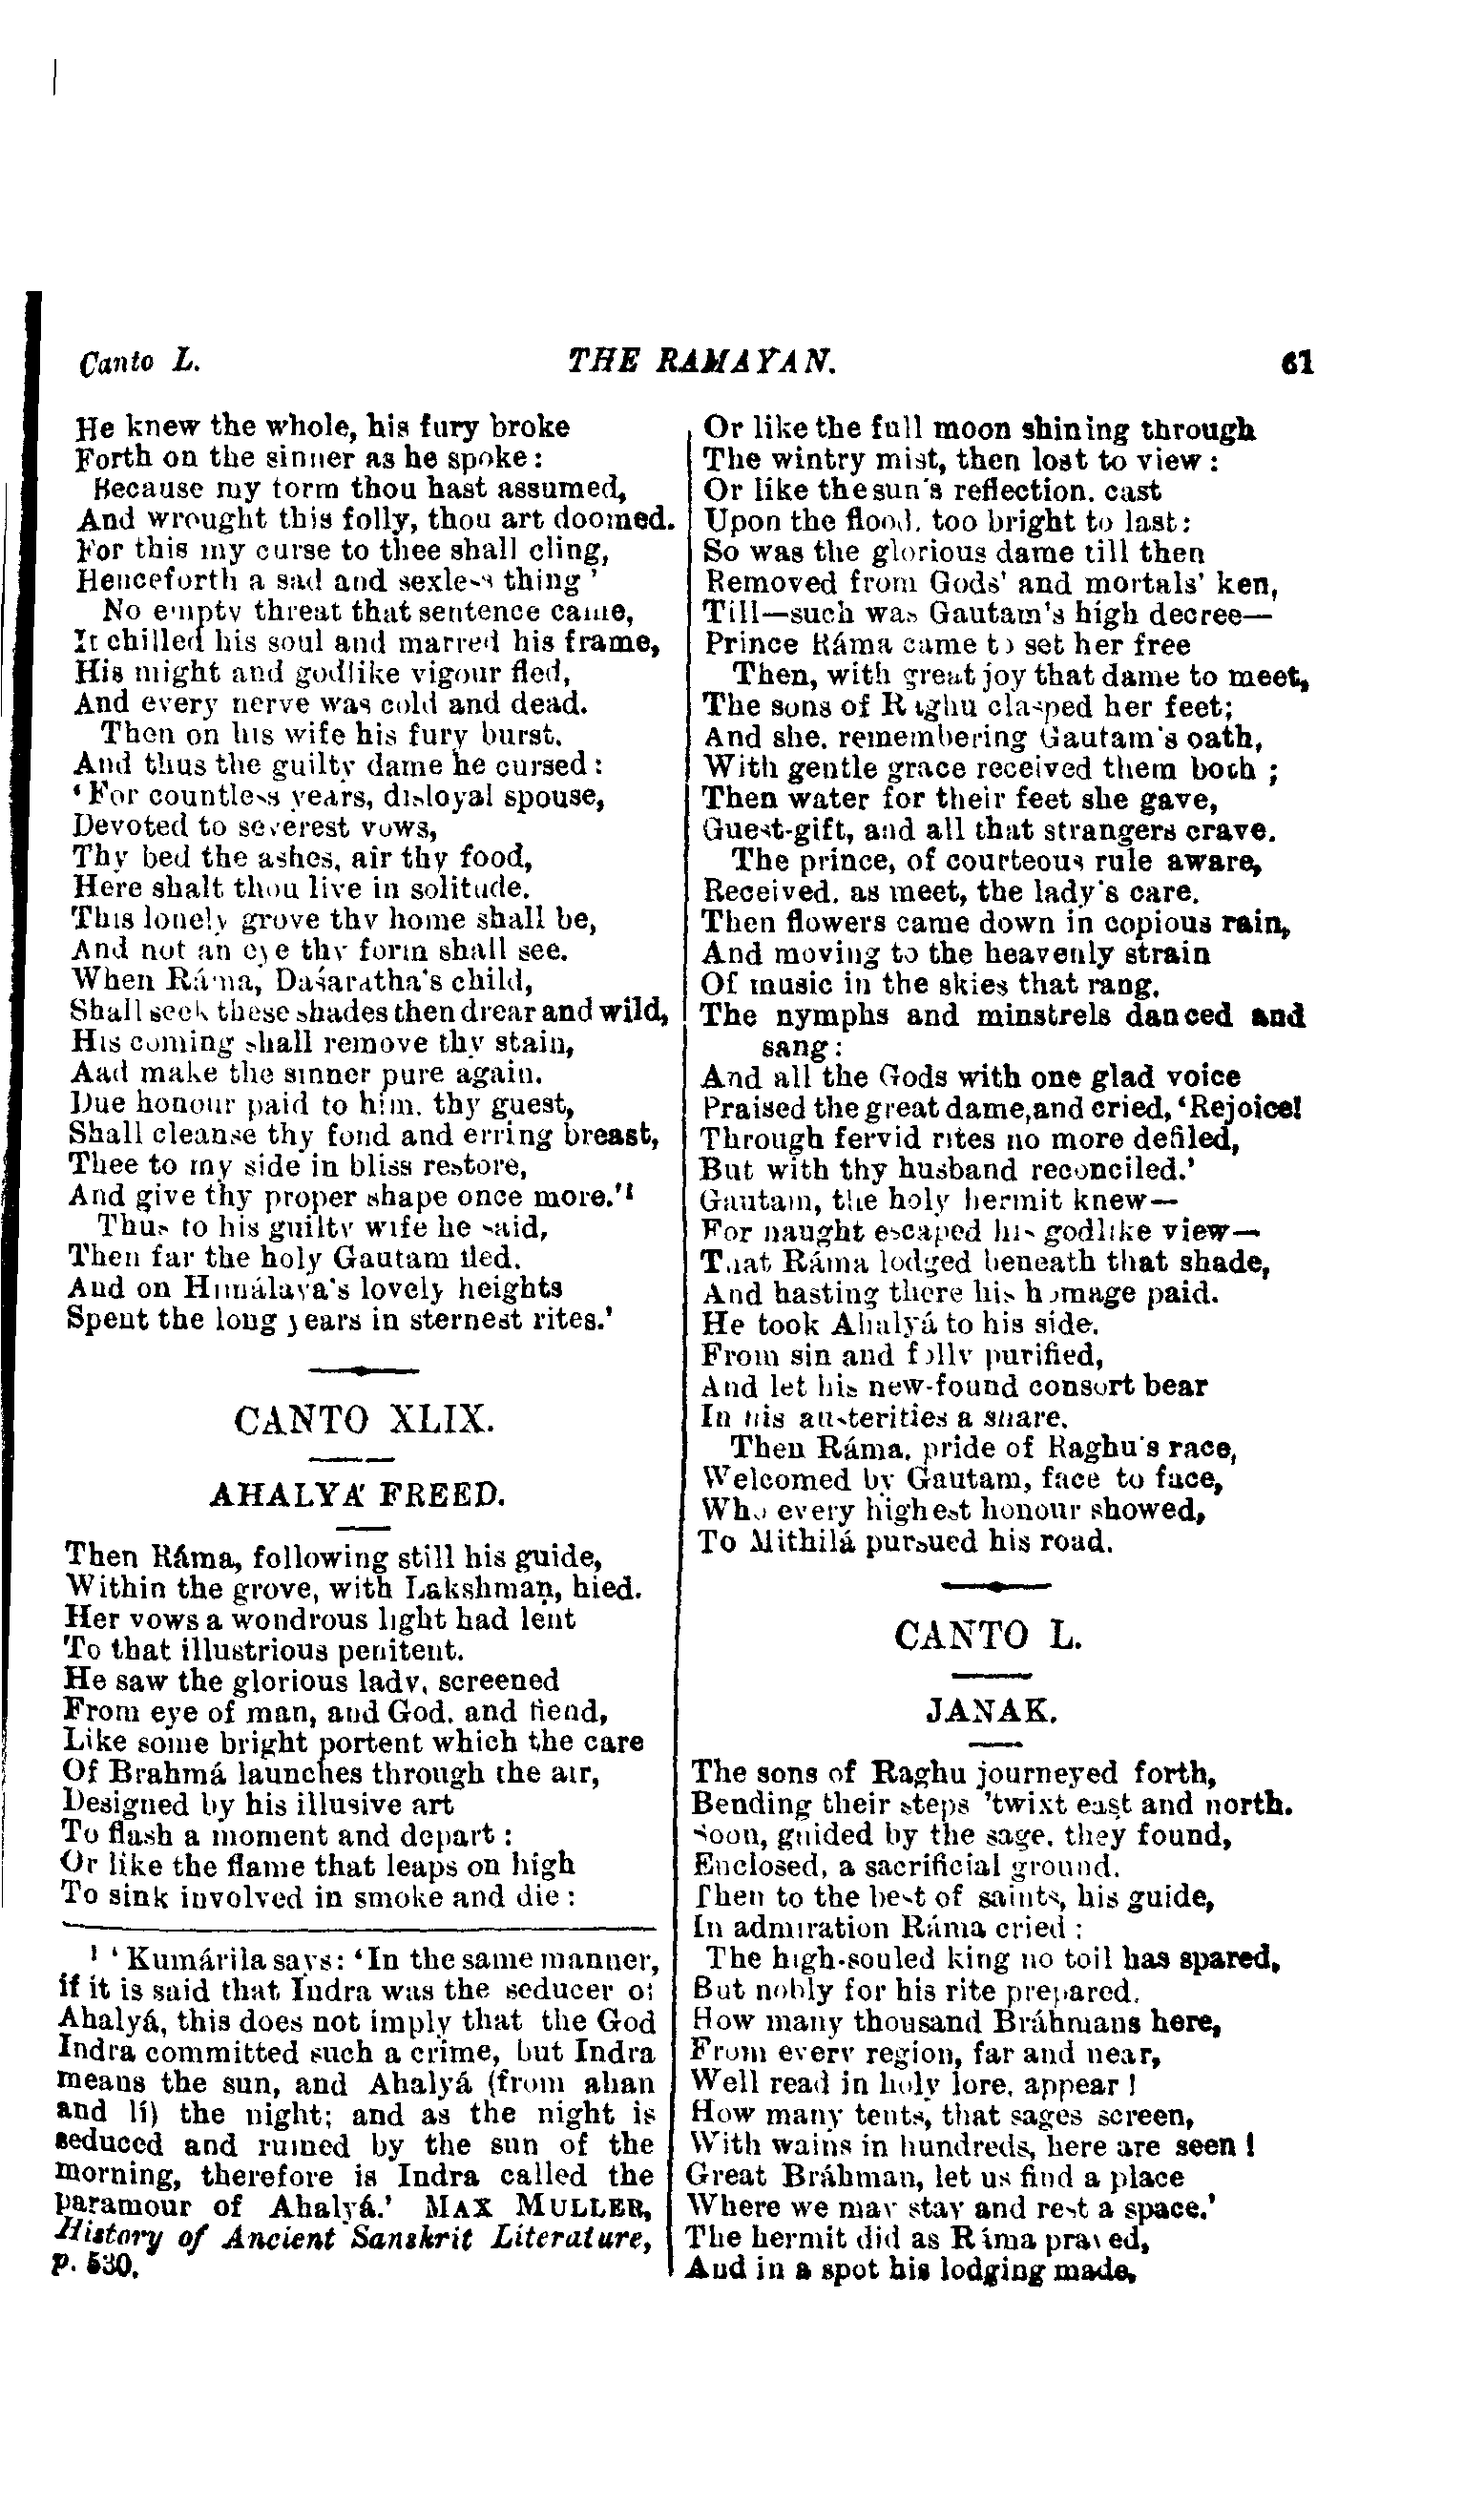 Canto L.
THE RAMAYAN.
61
He knew the whole, his fury broke
Forth on the sinner as he spoke:
Because my form thou hast assumed,
And wrought this folly, thou art doomed.
For this my curse to thee shall cling,
Henceforth a sad and sexless thing'
No empty threat that sentence came,
It chilled his soul and marred his frame,
His might and godlike vigour fled,
And every nerve was cold and dead.
Then on his wife his fury burst.
And thus the guilty dame he cursed:
'For countless years, disloyal spouse,
Devoted to severest vows,
Thy bed the ashes, air thy food,
Here shalt thou live in solitude.
This lonely grove thy home shall be,
And not an eye thy form shall see.
When Ráma, Daśaratha's child,
Shall seek these shades then drear and wild,
His coming shall remove thy stain,
And make the sinner pure again.
Due honour paid to him, thy guest,
Shall cleanse thy fond and erring breast,
Thee to my side in bliss restore,
And give thy proper shape once more.'1
Thus to his guilty wife he said,
Then far the holy Gautam fled.
And on Himálaya's lovely heights
Spent the long years in sternest rites.'
CANTO XLIX.
AHALYÁ FREED.
Then Ráma, following still his guide,
Within the grove, with Lakshmaṇ, hied.
Her vows a wondrous light had lent
To that illustrious penitent.
He saw the glorious lady, screened
From eye of man, and God, and fiend,
Like some bright portent which the care
Of Brahmá launches through the air,
Designed by his illusive art
To flash a moment and depart:
Or like the flame that leaps on high
To sink involved in smoke and die:
1 'Kumárila says: 'In the same manner,
if it is said that Indra was the seducer of
Ahalyá, this does not imply that the God
Indra committed such a crime, but Indra
means the sun, and Ahalyá (from ahan
and lí) the night; and as the night is
seduced and ruined by the sun of the
morning, therefore is Indra called the
paramour of Ahalyá.' MAX MULLER,
History of Ancient Sanskrit Literature,
p. 530.
Or like the full moon shining through
The wintry mist, then lost to view:
Or like the sun's reflection, cast
Upon the flood, too bright to last:
So was the glorious dame till then
Removed from Gods' and mortals' ken,
Till—such was Gautam's high decree—
Prince Ráma came to set her free
Then, with great joy that dame to meet,
The sons of Raghu clasped her feet;
And she, remembering Gautam's oath,
With gentle grace received them both;
Then water for their feet she gave,
Guest-gift, and all that strangers crave.
The prince, of courteous rule aware,
Received, as meet, the lady's care.
Then flowers came down in copious rain,
And moving to the heavenly strain
Of music in the skies that rang,
The nymphs and minstrels danced and
sang:
And all the Gods with one glad voice
Praised the great dame, and cried, 'Rejoice!
Through fervid rites no more defiled,
But with thy husband reconciled.'
Gautam, the holy hermit knew—
For naught escaped his godlike view—
That Ráma lodged beneath that shade,
And hasting there his homage paid.
He took Ahalyá to his side,
From sin and folly purified,
And let his new-found consort bear
In his austerities a share.
Then Ráma, pride of Raghu's race,
Welcomed by Gautam, face to face,
Who every highest honour showed,
To Mithilá pursued his road.
CANTO L.
JANAK.
The sons of Raghu journeyed forth,
Bending their steps 'twixt east and north.
Soon, guided by the sage, they found,
Enclosed, a sacrificial ground.
Then to the best of saints, his guide,
In admiration Ráma cried:
The high-souled king no toil has spared,
But nobly for his rite prepared.
How many thousand Bráhmans here,
From every region, far and near,
Well read in holy lore, appear!
How many tents, that sages screen,
With wains in hundreds, here are seen!
Great Bráhman, let us find a place
Where we may stay and rest a space.'
The hermit did as Ráma prayed,
And in a spot his lodging made,